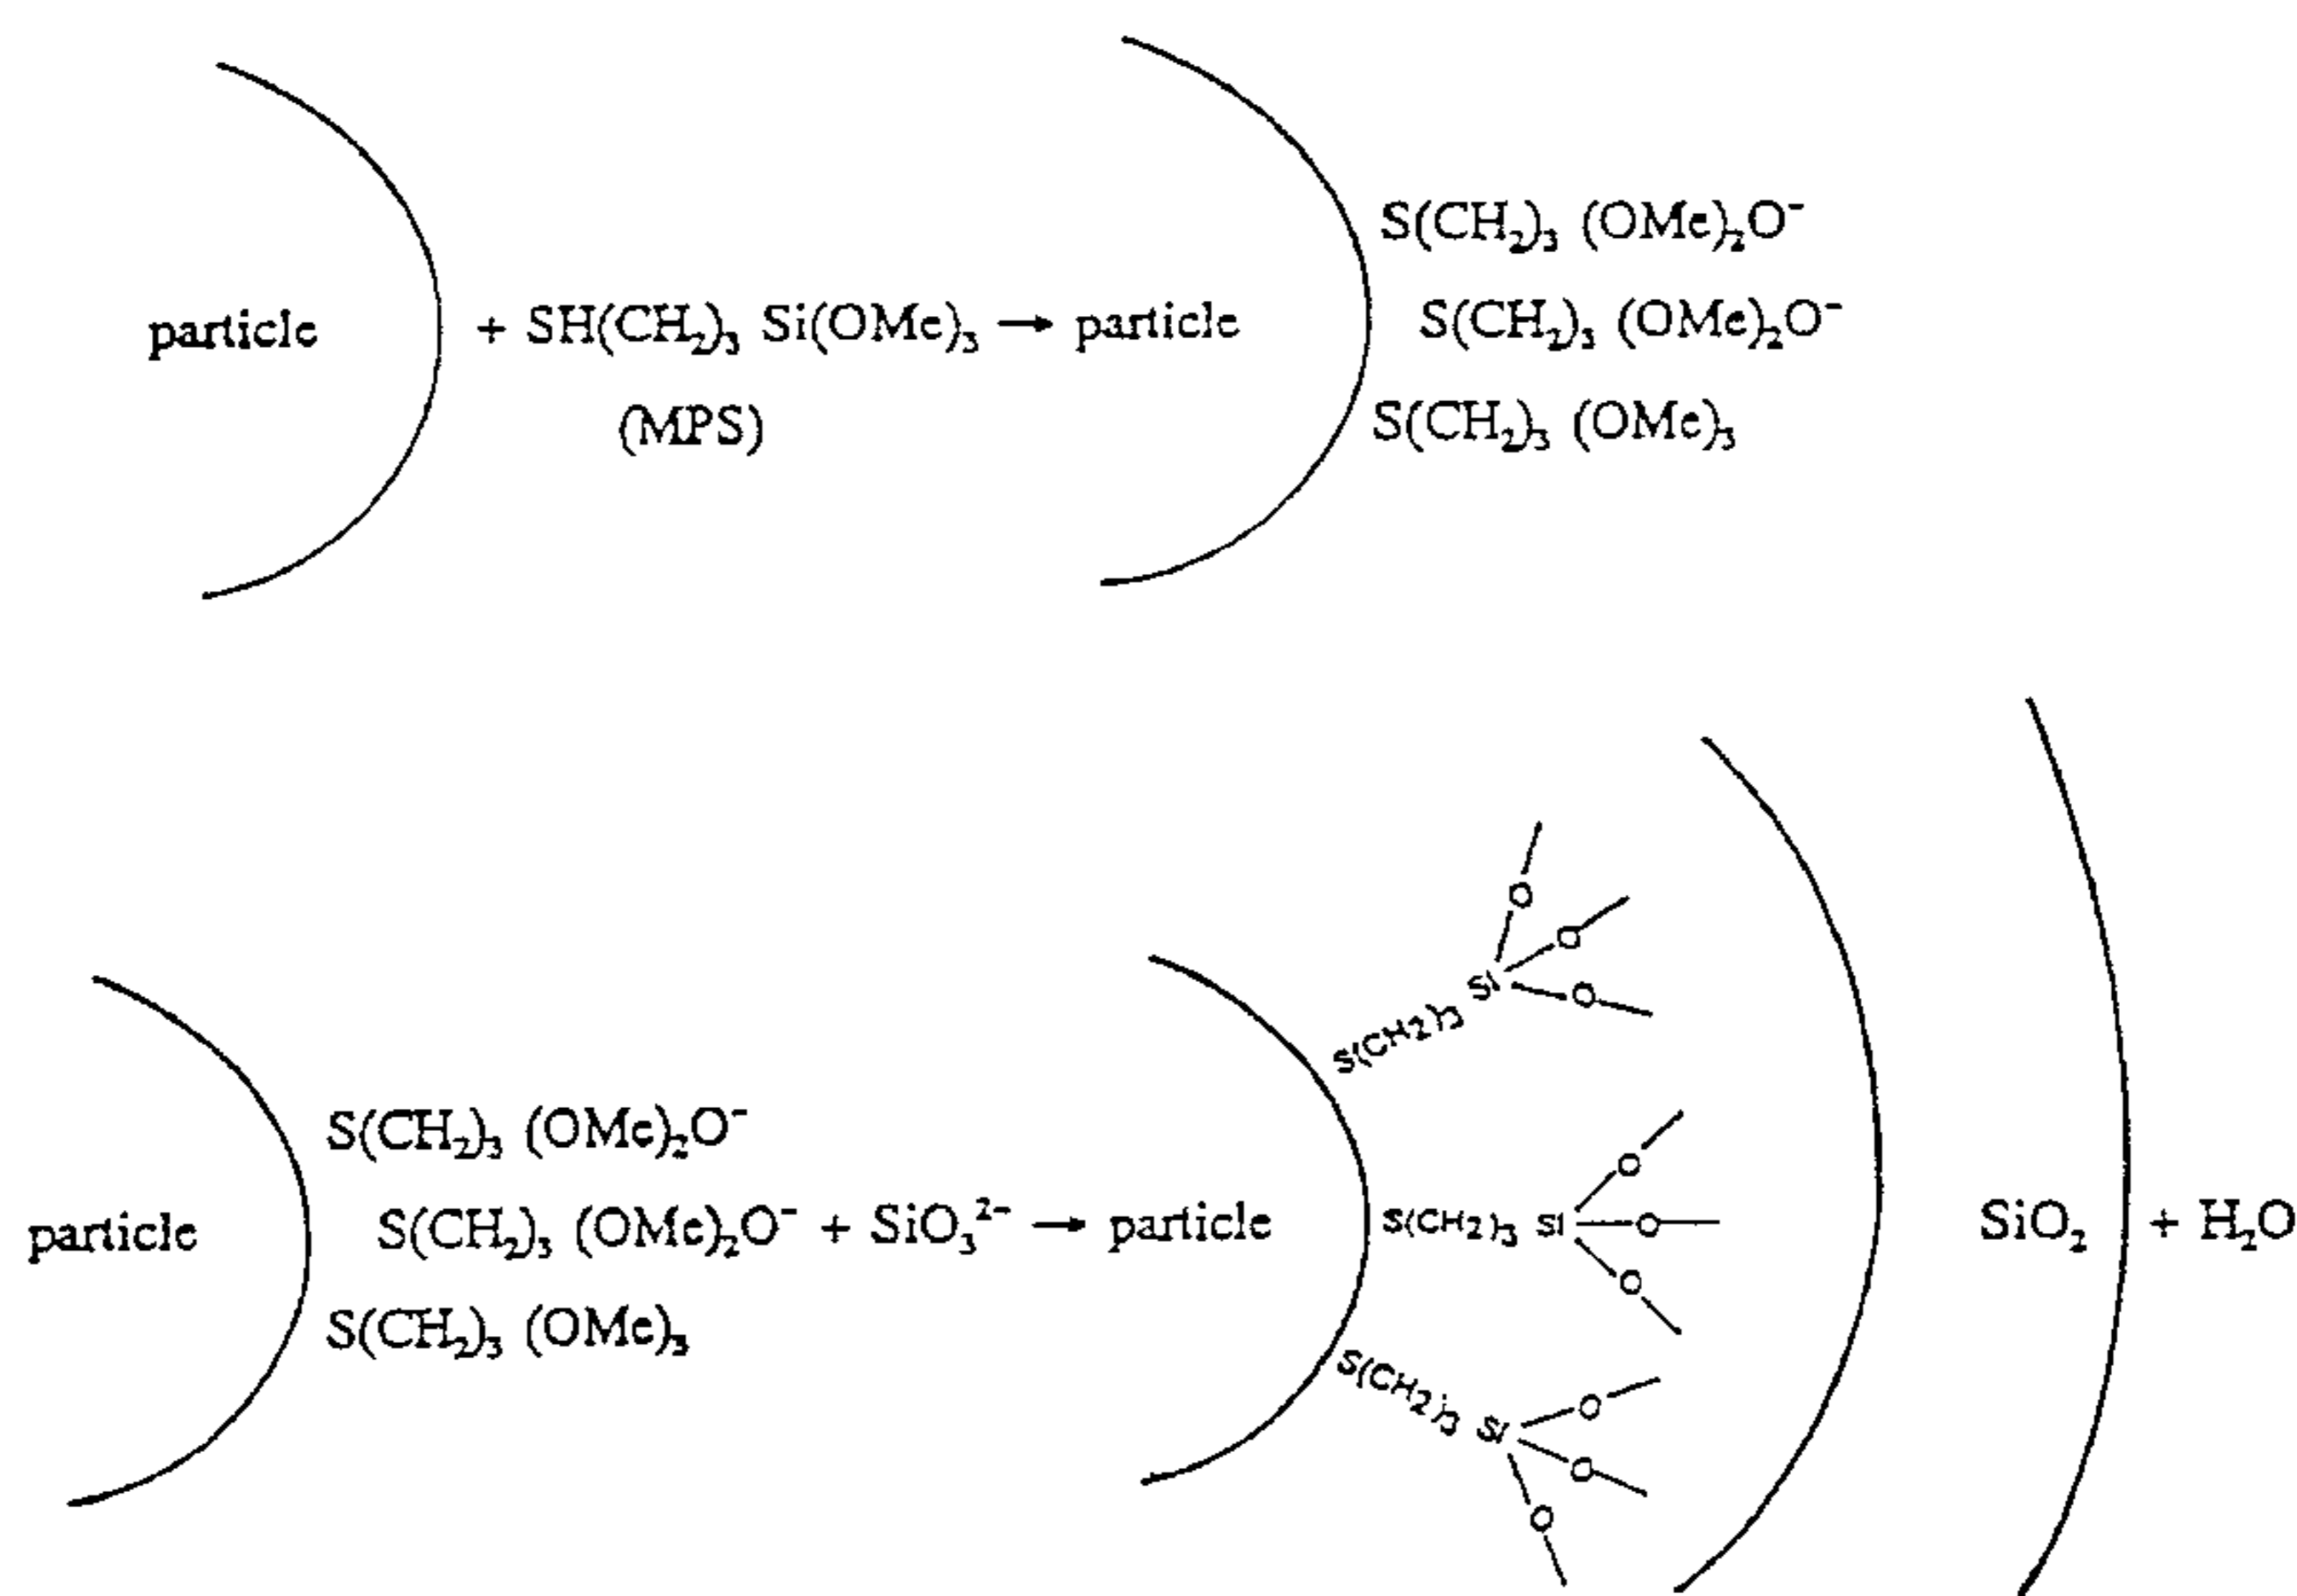 S(CH₂)₃ (OMe)₂O⁻
particle + SH(CH₂)₃ Si(OMe)₃ → particle S(CH₂)₃ (OMe)₂O⁻
(MPS) S(CH₂)₃ (OMe)₃
O
O
Si
O
S(CH2)3
S(CH₂)₃ (OMe)₂O⁻
O
particle S(CH₂)₃ (OMe)₂O⁻ + SiO₃²⁻ → particle S(CH2)₃ Si O SiO₂ + H₂O
O
S(CH₂)₃ (OMe)₃
S(CH2)3 Si O
O
O